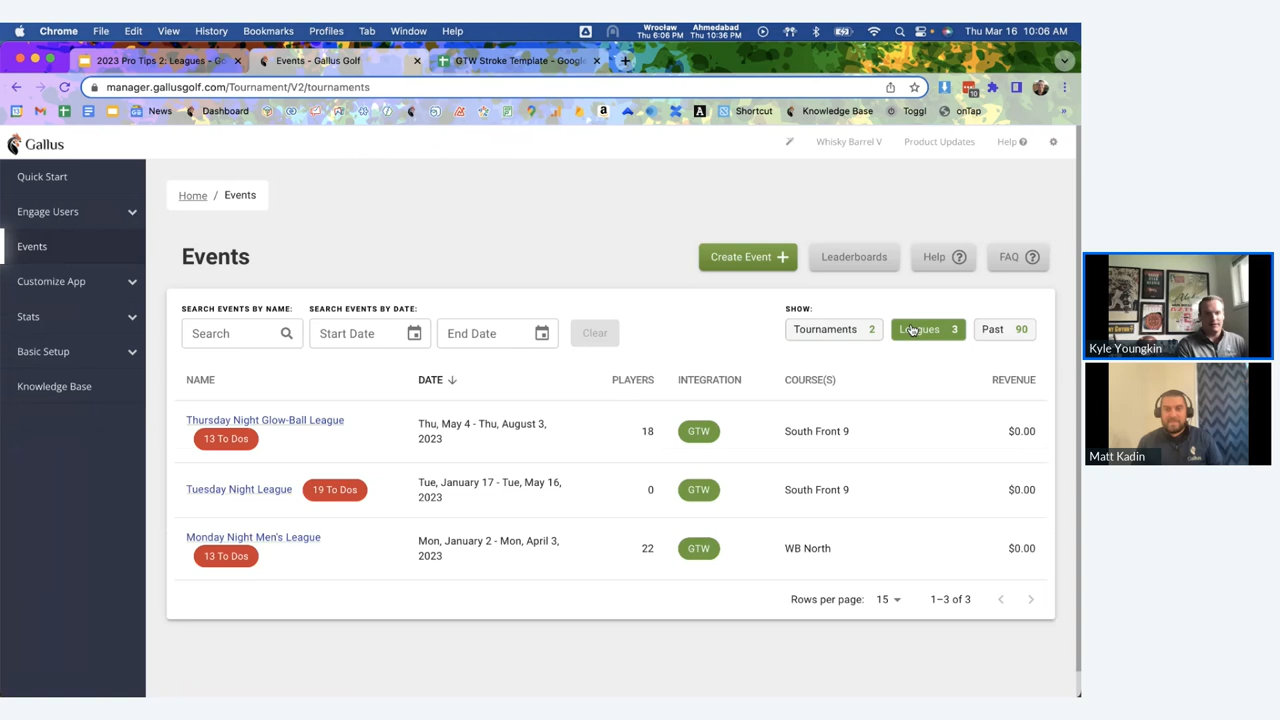 Chrome File Edit View History Bookmarks Profiles Tab Window Help
Wrocław Thu 6:06 PM Ahmedabad Thu 10:36 PM Thu Mar 16 10:06 AM
2023 Pro Tips 2: Leagues - Go Events - Gallus Golf GTW Stroke Template - Google
manager.gallusgolf.com/Tournament/V2/tournaments
News Dashboard Shortcut Knowledge Base Toggl onTap
Gallus Whisky Barrel V Product Updates Help
Quick Start
Engage Users
Events
Customize App
Stats
Basic Setup
Knowledge Base
Home / Events
Events Create Event + Leaderboards Help ? FAQ ?
SEARCH EVENTS BY NAME: SEARCH EVENTS BY DATE: SHOW:
Search Start Date End Date Clear Tournaments 2 Leagues 3 Past 90
NAME DATE PLAYERS INTEGRATION COURSE(S) REVENUE
Thursday Night Glow-Ball League
13 To Dos
Thu, May 4 - Thu, August 3,
2023
18 GTW South Front 9 $0.00
Tuesday Night League 19 To Dos
Tue, January 17 - Tue, May 16,
2023
0 GTW South Front 9 $0.00
Monday Night Men's League
13 To Dos
Mon, January 2 - Mon, April 3,
2023
22 GTW WB North $0.00
Rows per page: 15 1–3 of 3
Kyle Youngkin
Matt Kadin